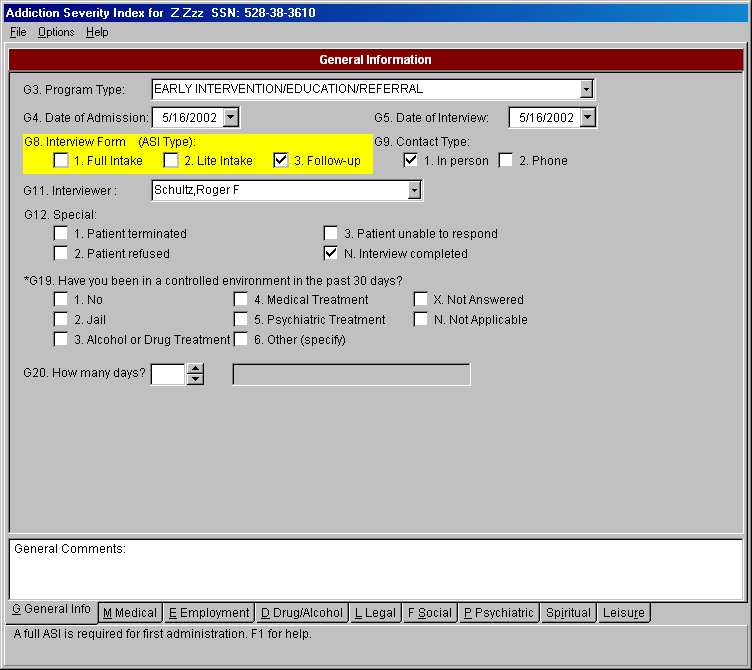 Addiction Severity Index for Z Zzz SSN: 528-38-3610
File Options Help
General Information
G3. Program Type: EARLY INTERVENTION/EDUCATION/REFERRAL
G4. Date of Admission: 5/16/2002 G5. Date of Interview: 5/16/2002
G8. Interview Form (ASI Type): G9. Contact Type:
1. Full Intake 2. Lite Intake 3. Follow-up 1. In person 2. Phone
G11. Interviewer : Schultz,Roger F
G12. Special:
1. Patient terminated 3. Patient unable to respond
2. Patient refused N. Interview completed
*G19. Have you been in a controlled environment in the past 30 days?
1. No 4. Medical Treatment X. Not Answered
2. Jail 5. Psychiatric Treatment N. Not Applicable
3. Alcohol or Drug Treatment 6. Other (specify)
G20. How many days?
General Comments:
G General Info M Medical E Employment D Drug/Alcohol L Legal F Social P Psychiatric Spiritual Leisure
A full ASI is required for first administration. F1 for help.